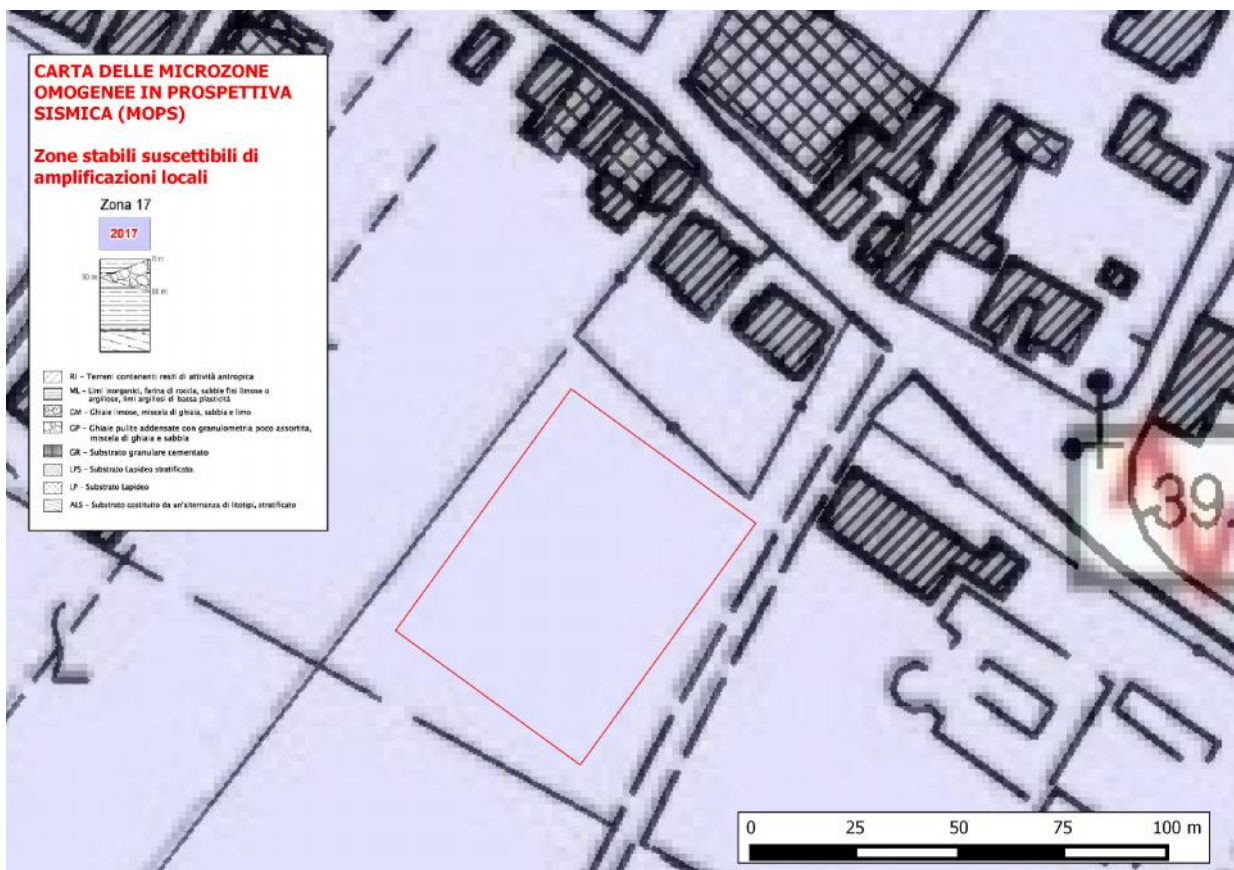 CARTA DELLE MICROZONE
OMOGENEE IN PROSPETTIVA
SISMICA (MOPS)
Zone stabili suscettibili di
amplificazioni locali
Zona 17
2017
0 m
30 m
RI - Terreni contenenti resti di attività antropica
ML - Limi inorganici, farina di roccia, sabbie fini limose o
argillose, limi argillosi di bassa plasticità
GM - Ghiaie limose, miscela di ghiaia, sabbia e limo
GP - Ghiaie pulite addensate con granulometria poco assortita,
miscela di ghiaia e sabbia
GR - Substrato granulare cementato
LPS - Substrato Lapideo stratificato.
LP - Substrato Lapideo
ALS - Substrato costituito da un'alternanza di litotipi, stratificato
39
0 25 50 75 100 m